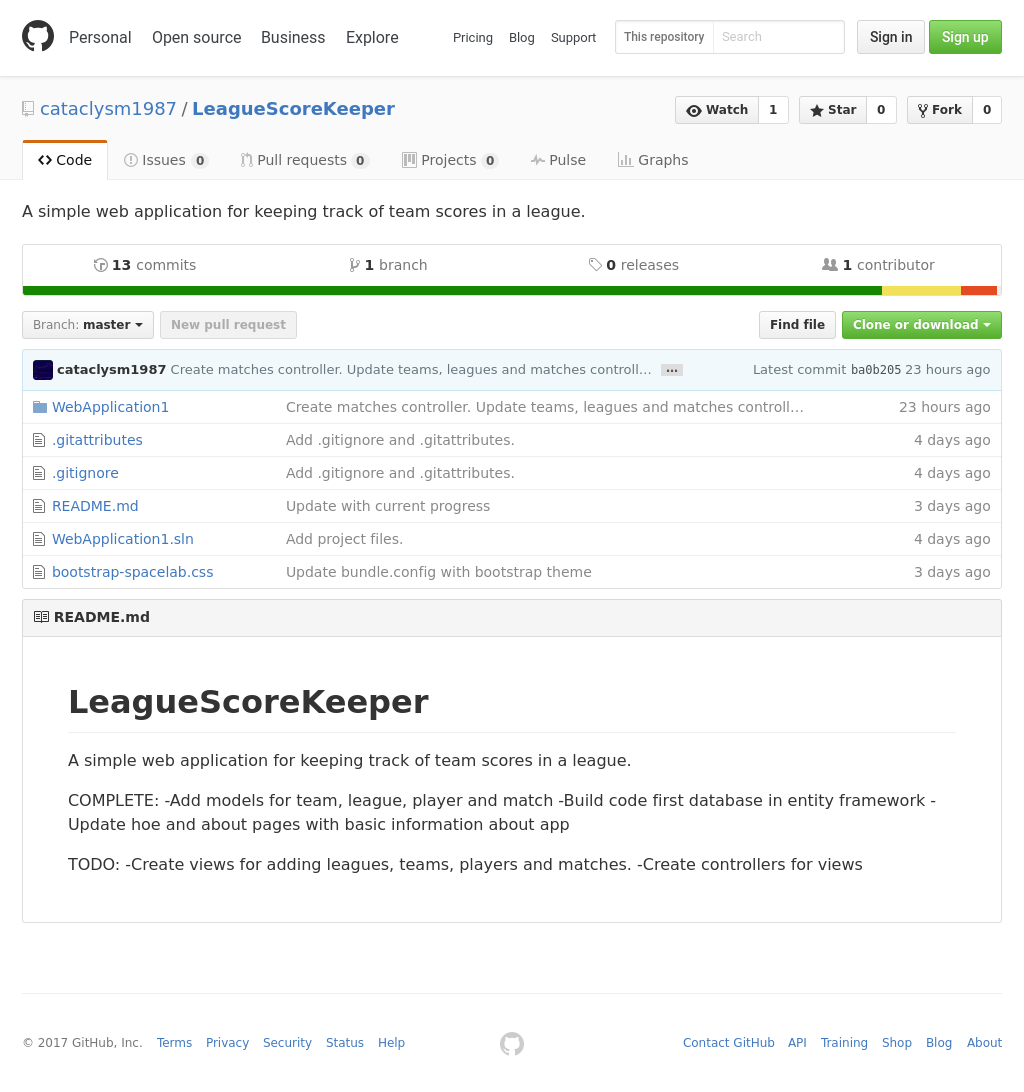 Personal Open source Business Explore Pricing Blog Support This repository Search Sign in Sign up
cataclysm1987 / LeagueScoreKeeper Watch 1 Star 0 Fork 0
Code Issues 0 Pull requests 0 Projects 0 Pulse Graphs
A simple web application for keeping track of team scores in a league.
13 commits 1 branch 0 releases 1 contributor
Branch: master New pull request Find file Clone or download
cataclysm1987 Create matches controller. Update teams, leagues and matches controll… … Latest commit ba0b205 23 hours ago
WebApplication1 Create matches controller. Update teams, leagues and matches controll… 23 hours ago
.gitattributes Add .gitignore and .gitattributes. 4 days ago
.gitignore Add .gitignore and .gitattributes. 4 days ago
README.md Update with current progress 3 days ago
WebApplication1.sln Add project files. 4 days ago
bootstrap-spacelab.css Update bundle.config with bootstrap theme 3 days ago
README.md
LeagueScoreKeeper
A simple web application for keeping track of team scores in a league.
COMPLETE: -Add models for team, league, player and match -Build code first database in entity framework -
Update hoe and about pages with basic information about app
TODO: -Create views for adding leagues, teams, players and matches. -Create controllers for views
© 2017 GitHub, Inc. Terms Privacy Security Status Help Contact GitHub API Training Shop Blog About